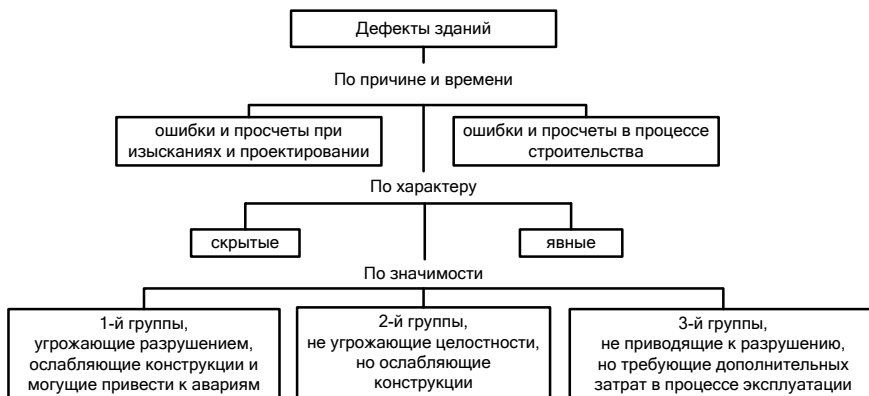 Дефекты зданий
По причине и времени
ошибки и просчеты при
изысканиях и проектировании
ошибки и просчеты в процессе
строительства
По характеру
скрытые
явные
По значимости
1-й группы,
угрожающие разрушением,
ослабляющие конструкции и
могущие привести к авариям
2-й группы,
не угрожающие целостности,
но ослабляющие
конструкции
3-й группы,
не приводящие к разрушению,
но требующие дополнительных
затрат в процессе эксплуатации